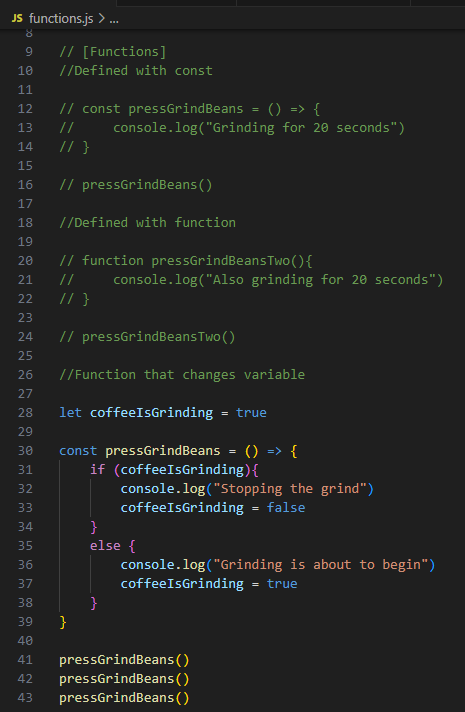 JS functions.js > ...
8
9 // [Functions]
10 //Defined with const
11
12 // const pressGrindBeans = () => {
13 //     console.log("Grinding for 20 seconds")
14 // }
15
16 // pressGrindBeans()
17
18 //Defined with function
19
20 // function pressGrindBeansTwo(){
21 //     console.log("Also grinding for 20 seconds")
22 // }
23
24 // pressGrindBeansTwo()
25
26 //Function that changes variable
27
28 let coffeeIsGrinding = true
29
30 const pressGrindBeans = () => {
31     if (coffeeIsGrinding){
32         console.log("Stopping the grind")
33         coffeeIsGrinding = false
34     }
35     else {
36         console.log("Grinding is about to begin")
37         coffeeIsGrinding = true
38     }
39 }
40
41 pressGrindBeans()
42 pressGrindBeans()
43 pressGrindBeans()